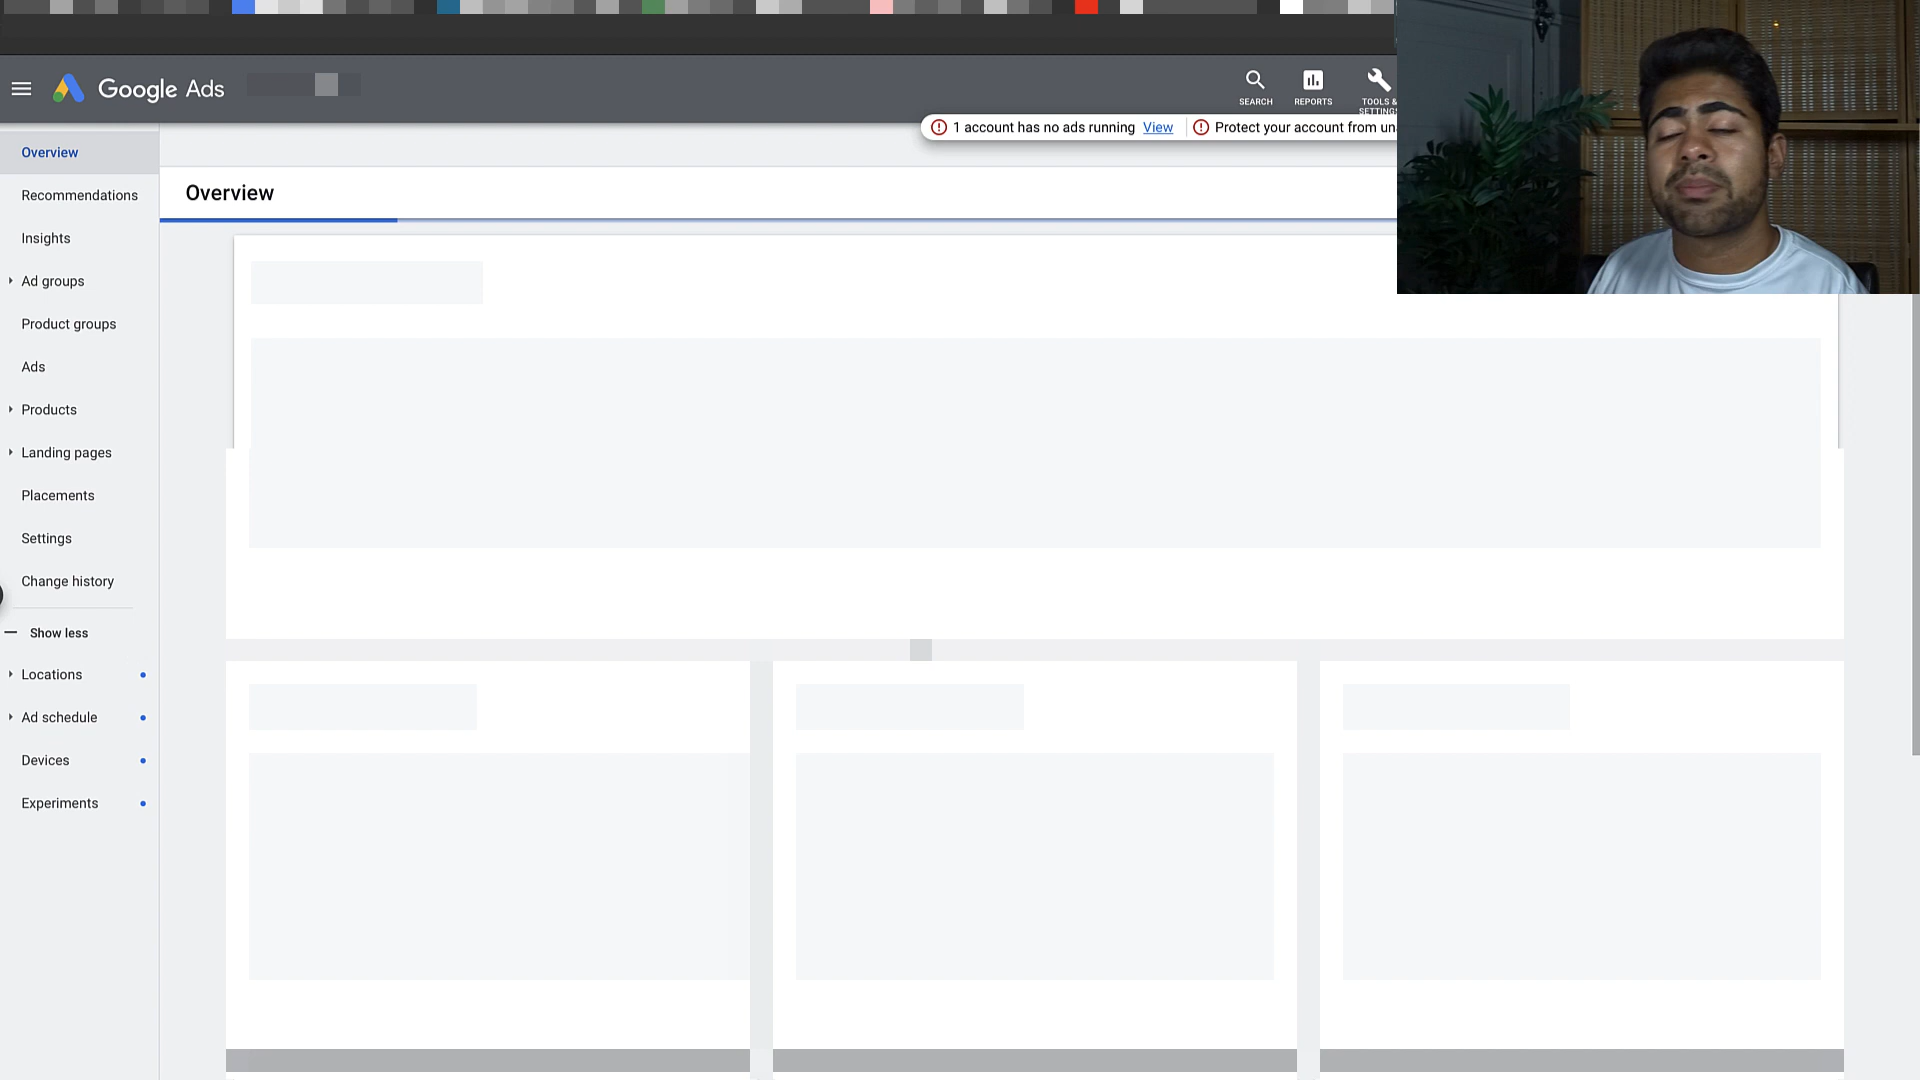 Google Ads
SEARCH
REPORTS
TOOLS &
SETTINGS
1 account has no ads running View
Protect your account from
Overview
Recommendations
Insights
Ad groups
Product groups
Ads
Products
Landing pages
Placements
Settings
Change history
Show less
Locations
Ad schedule
Devices
Experiments
Overview